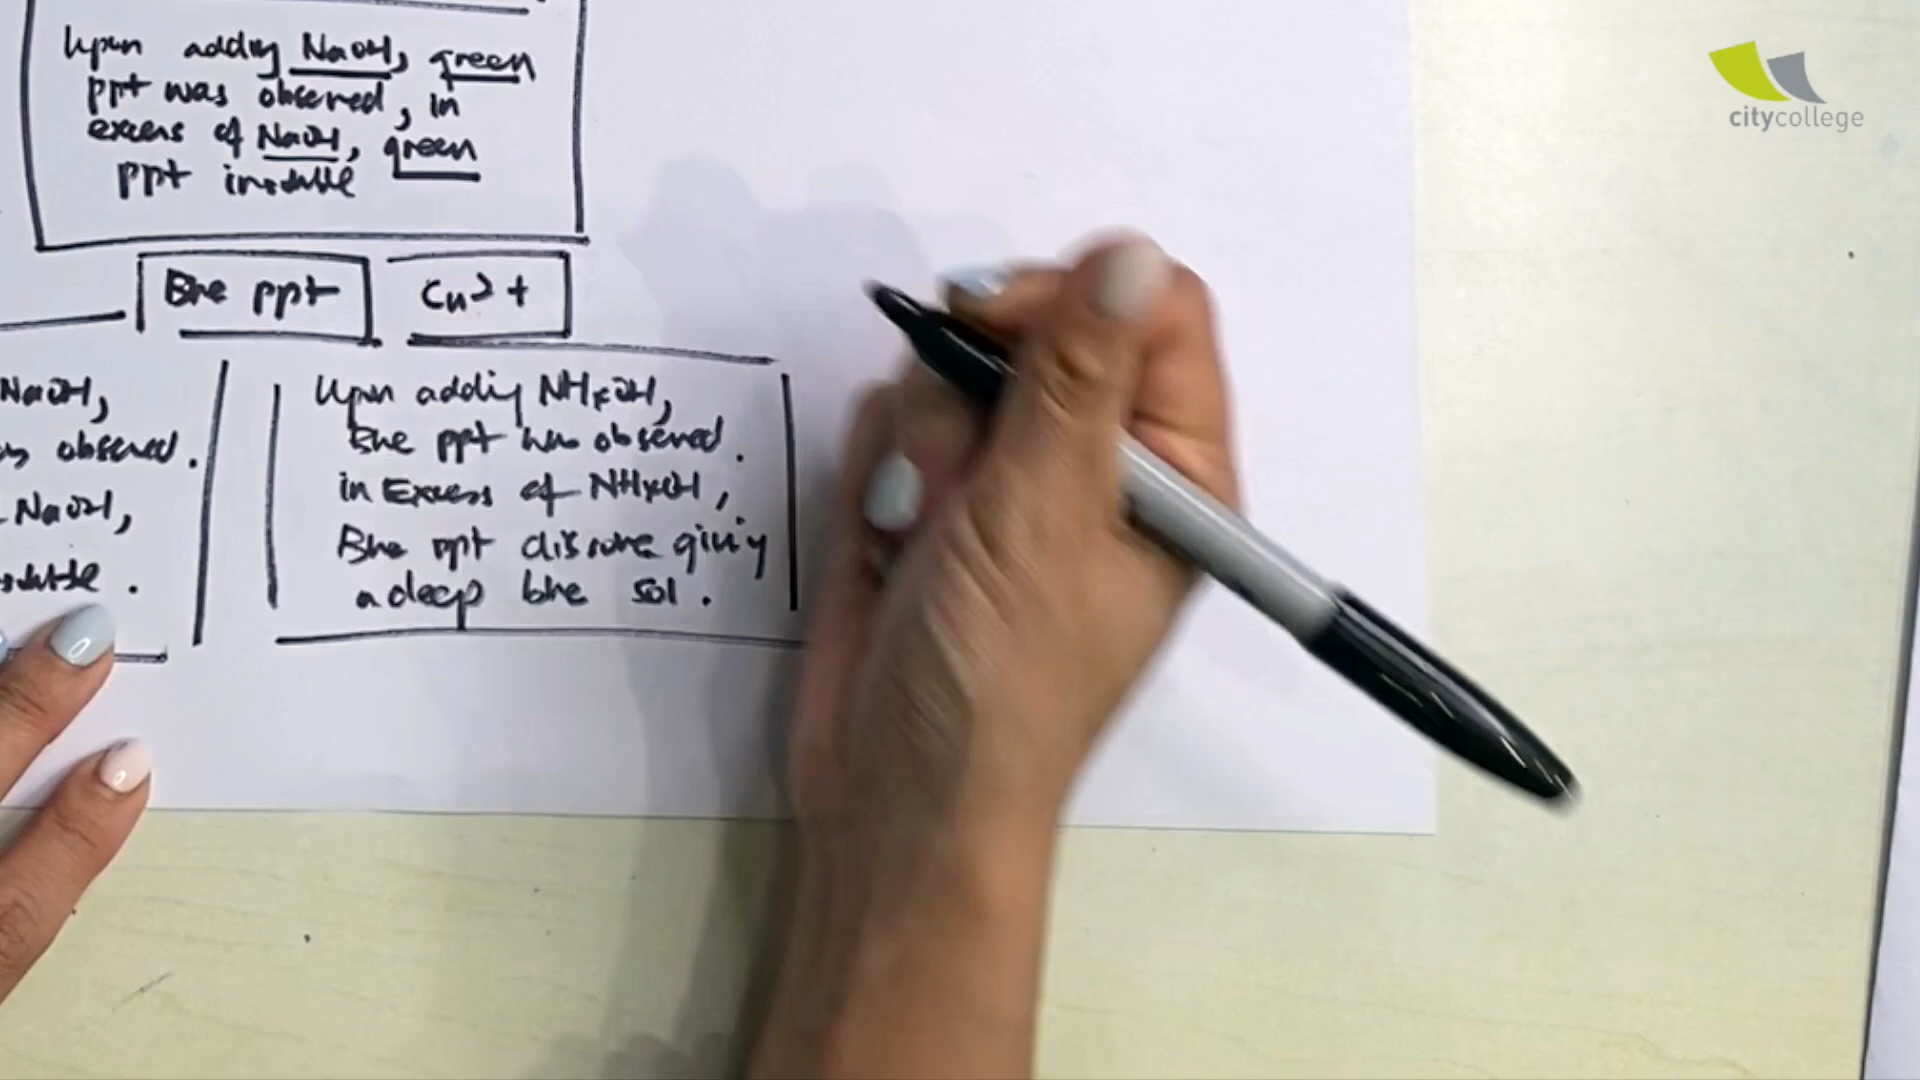 Upon adding NaOH, green
ppt was observed, in
excess of NaOH, green
ppt insoluble
Blue ppt
Cu2+
NaOH,
observed.
NaOH,
.
Upon adding NH4OH,
Blue ppt was observed.
in Excess of NH4OH,
Blue ppt dissolve giving
a deep blue sol.
citycollege